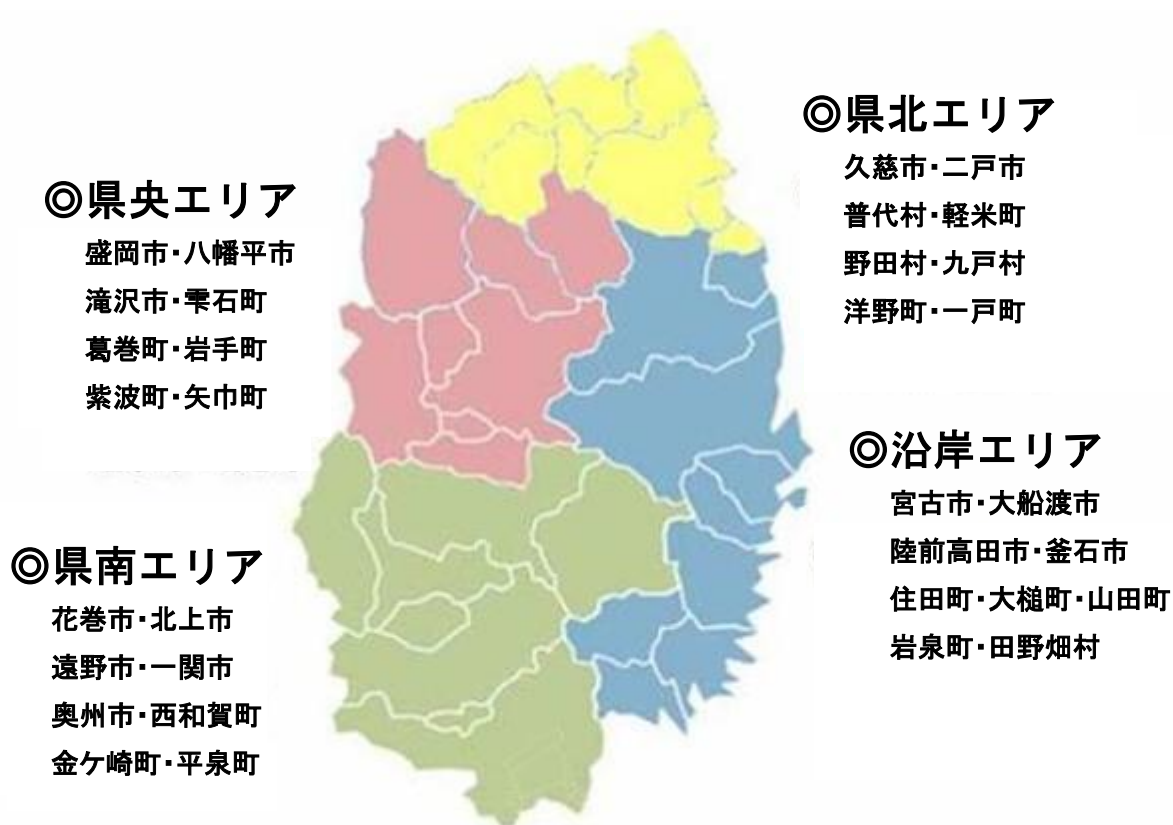 ◎県北エリア
久慈市・二戸市
普代村・軽米町
野田村・九戸村
洋野町・一戸町
◎県央エリア
盛岡市・八幡平市
滝沢市・雫石町
葛巻町・岩手町
紫波町・矢巾町
◎沿岸エリア
宮古市・大船渡市
陸前高田市・釜石市
住田町・大槌町・山田町
岩泉町・田野畑村
◎県南エリア
花巻市・北上市
遠野市・一関市
奥州市・西和賀町
金ケ崎町・平泉町